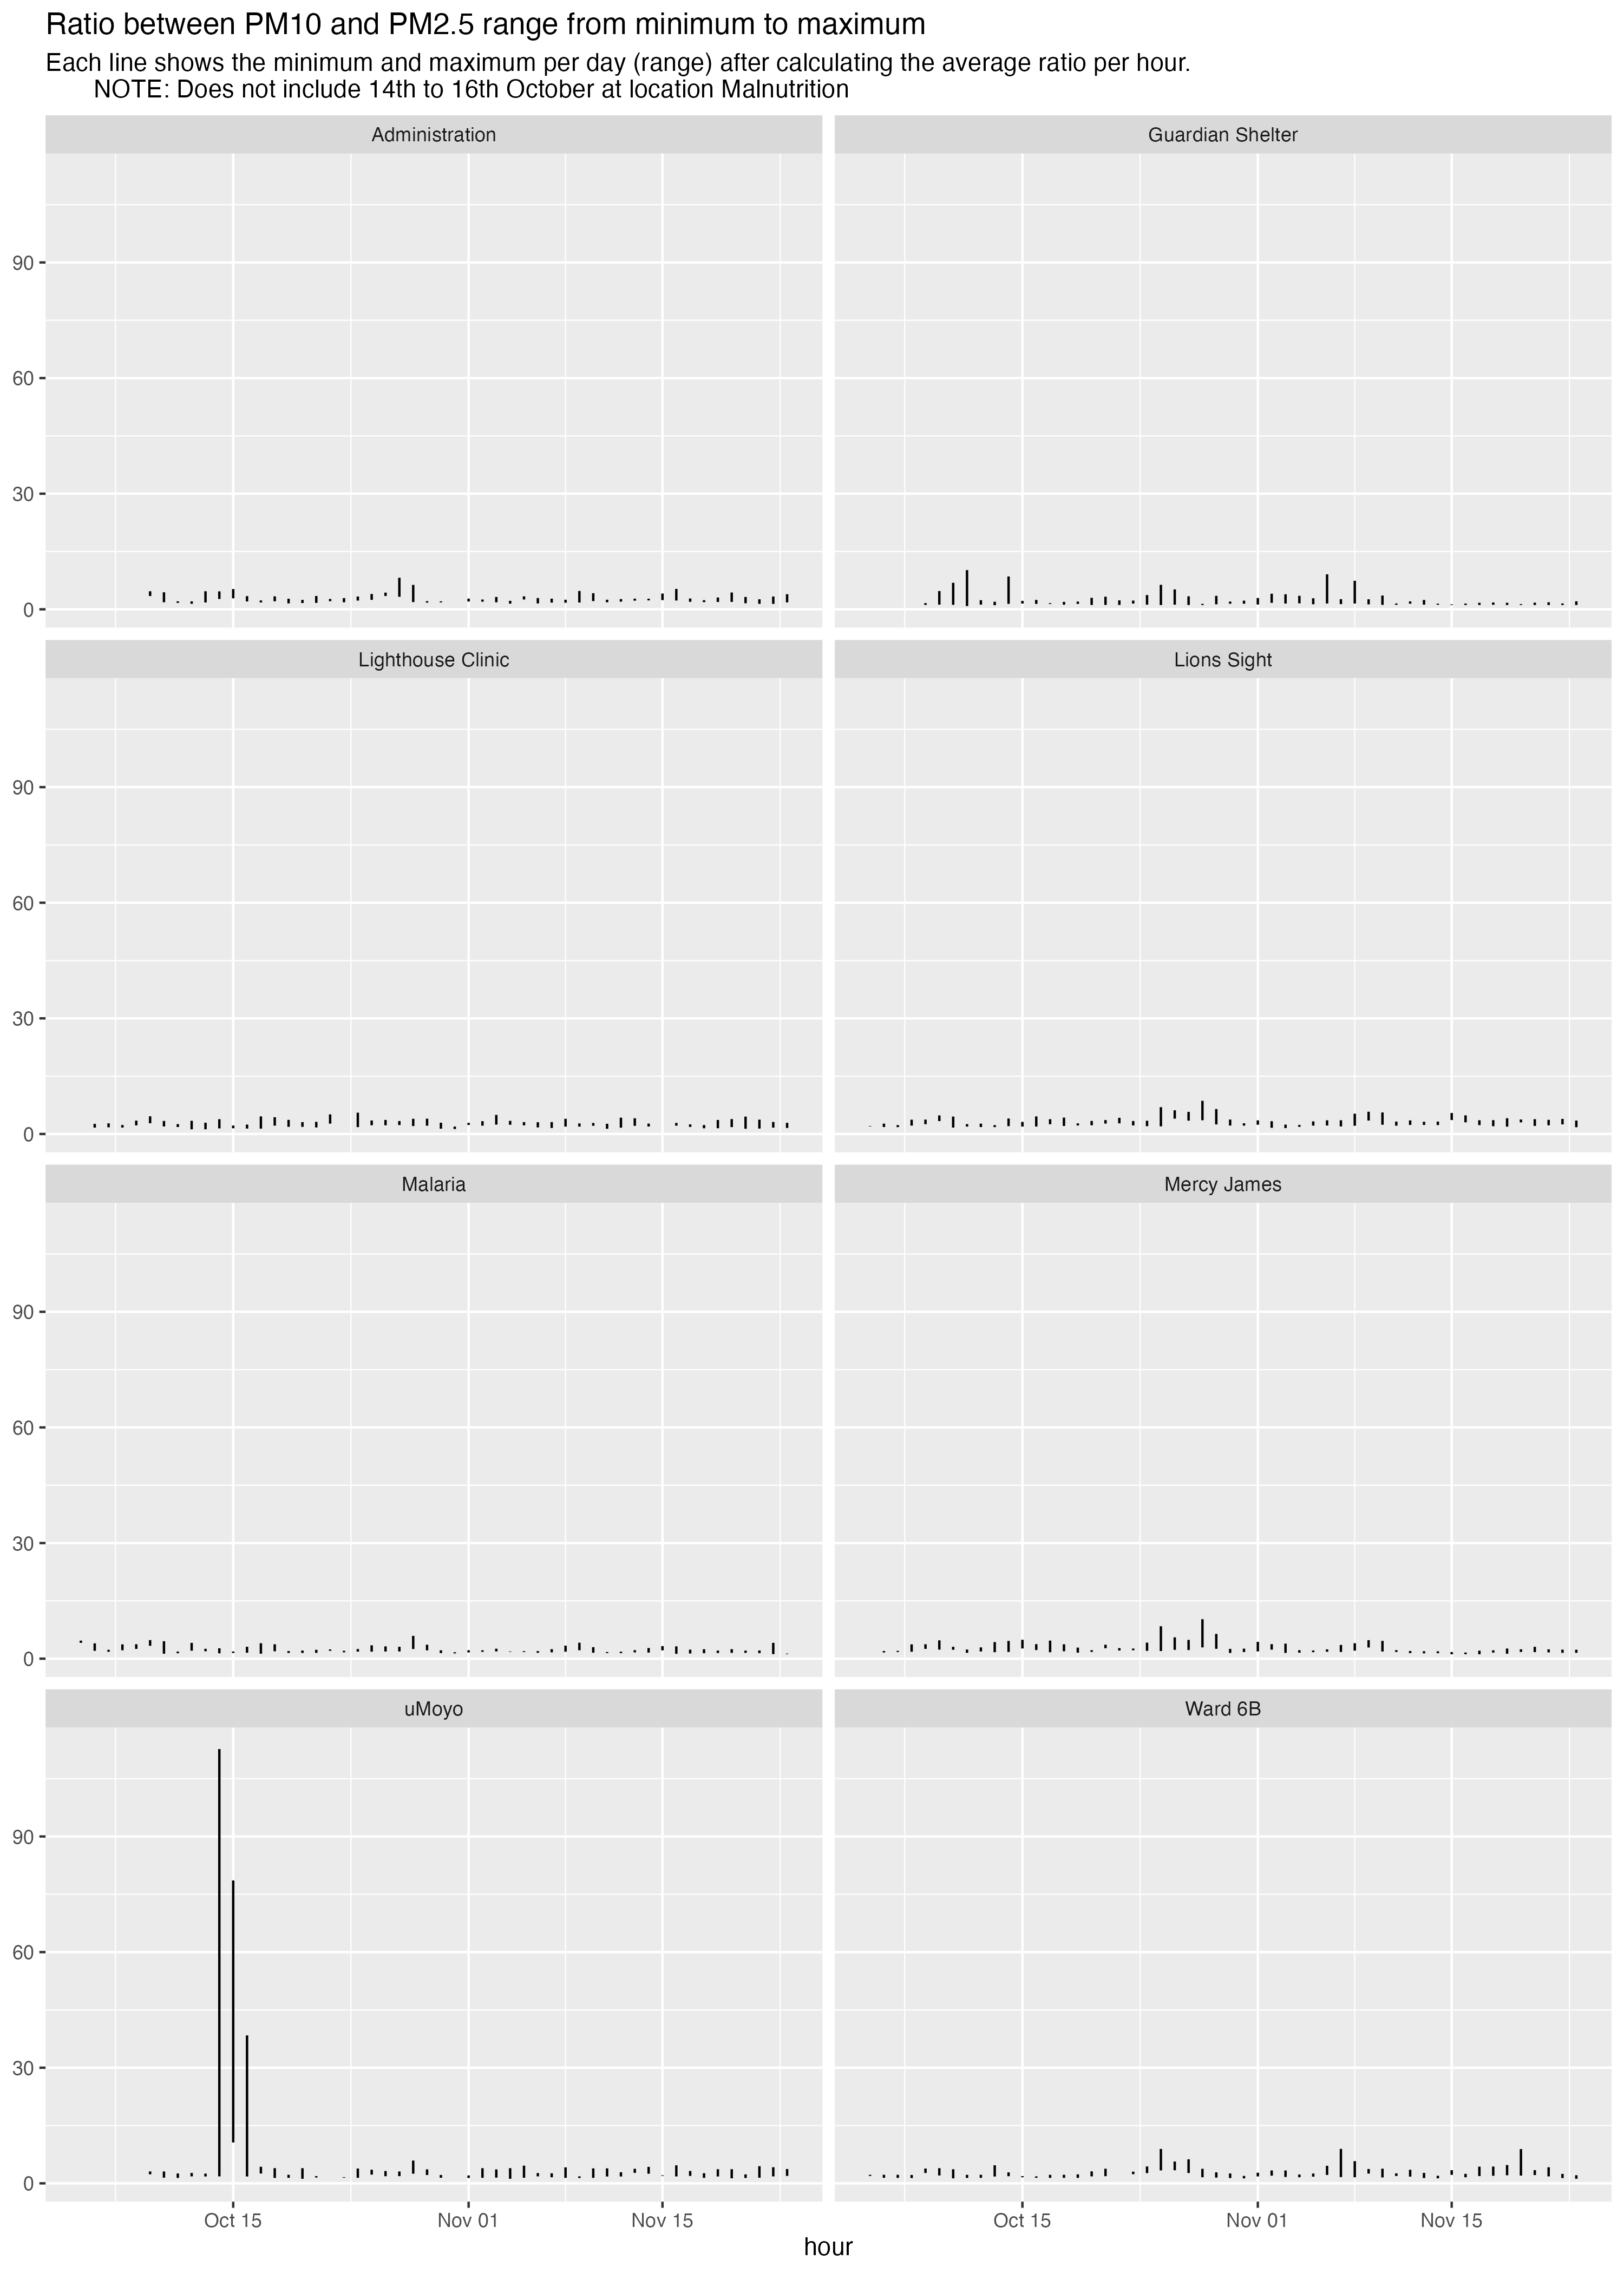 Ratio between PM10 and PM2.5 range from minimum to maximum
Each line shows the minimum and maximum per day (range) after calculating the average ratio per hour.
NOTE: Does not include 14th to 16th October at location Malnutrition
Administration
Guardian Shelter
90
60
30
0
Lighthouse Clinic
Lions Sight
90
60
30
0
Malaria
Mercy James
90
60
30
0
uMoyo
Ward 6B
90
60
30
0
Oct 15
Nov 01
Nov 15
Oct 15
Nov 01
Nov 15
hour